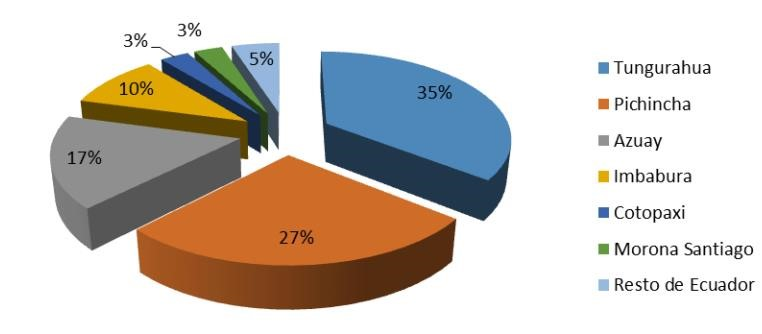 3%
3%
5%
10%
35%
17%
27%
Tungurahua
Pichincha
Azuay
Imbabura
Cotopaxi
Morona Santiago
Resto de Ecuador